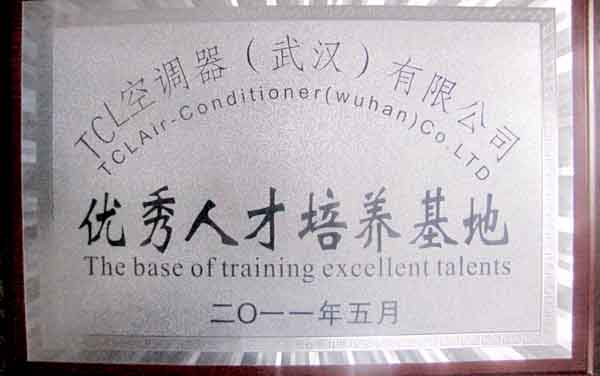 TCL空调器（武汉）有限公司
TCLAir-Conditioner(wuhan)Co.LTD
优秀人才培养基地
The base of training excellent talents
二〇一一年五月